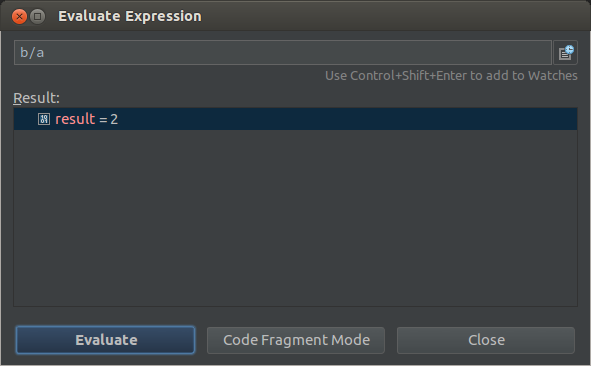 Evaluate Expression
b/a
Use Control+Shift+Enter to add to Watches
Result:
result = 2
Evaluate
Code Fragment Mode
Close